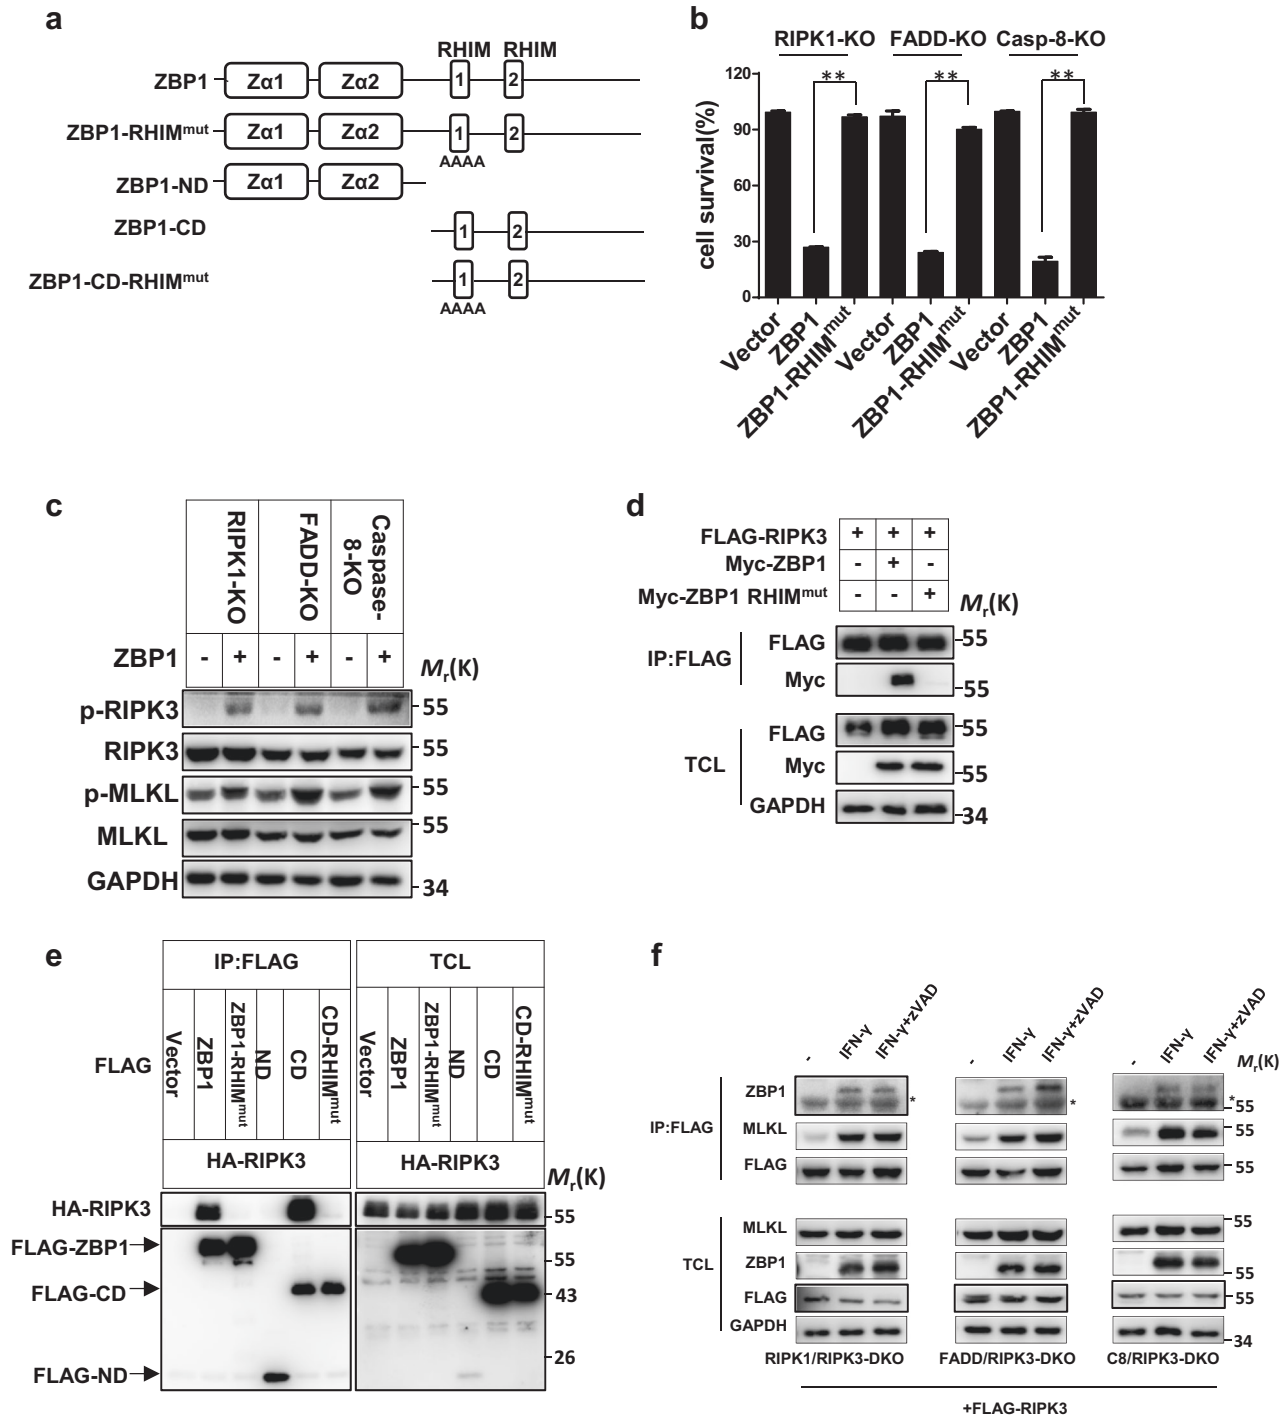 a
RHIM RHIM
ZBP1 Zα1 Zα2 1 2
ZBP1-RHIMmut Zα1 Zα2 1 2
AAAA
ZBP1-ND Zα1 Zα2
ZBP1-CD 1 2
ZBP1-CD-RHIMmut 1 2
AAAA
b
RIPK1-KO FADD-KO Casp-8-KO
** ** **
cell survival(%)
120
90
60
30
0
Vector ZBP1 ZBP1-RHIMmut Vector ZBP1 ZBP1-RHIMmut Vector ZBP1 ZBP1-RHIMmut
c
RIPK1-KO FADD-KO Caspase-8-KO
ZBP1 - + - + - +
Mr(K)
p-RIPK3 55
RIPK3 55
p-MLKL 55
MLKL 55
GAPDH 34
d
FLAG-RIPK3 + + +
Myc-ZBP1 - + -
Myc-ZBP1 RHIMmut - - +
Mr(K)
IP:FLAG
FLAG 55
Myc 55
TCL
FLAG 55
Myc 55
GAPDH 34
e
IP:FLAG TCL
FLAG
Vector ZBP1 ZBP1-RHIMmut ND CD CD-RHIMmut Vector ZBP1 ZBP1-RHIMmut ND CD CD-RHIMmut
HA-RIPK3 HA-RIPK3
Mr(K)
HA-RIPK3 55
FLAG-ZBP1 55
FLAG-CD 43
26
FLAG-ND
f
- IFN-γ IFN-γ+zVAD - IFN-γ IFN-γ+zVAD - IFN-γ IFN-γ+zVAD
Mr(K)
IP:FLAG
ZBP1 * * * 55
MLKL 55
FLAG 55
TCL
MLKL 55
ZBP1 55
FLAG 55
GAPDH 34
RIPK1/RIPK3-DKO FADD/RIPK3-DKO C8/RIPK3-DKO
+FLAG-RIPK3